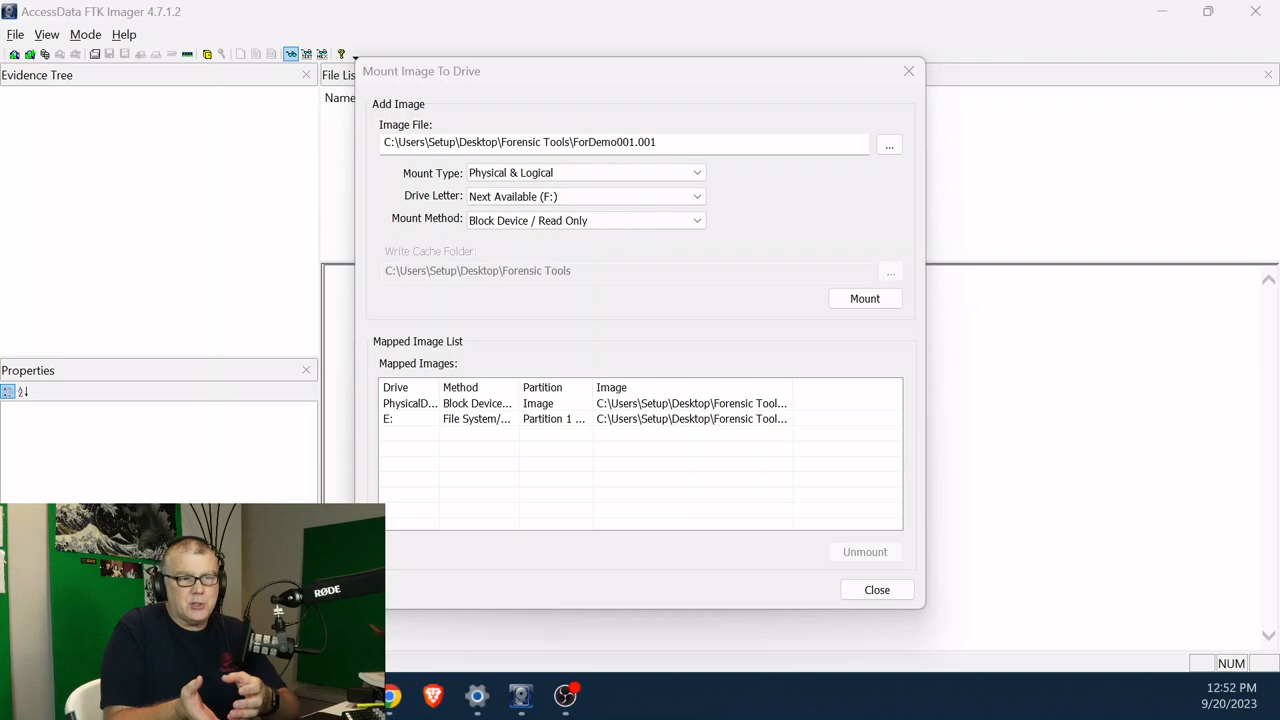 AccessData FTK Imager 4.7.1.2
File View Mode Help
Evidence Tree
File Lis
Name
Mount Image To Drive
Add Image
Image File:
C:\Users\Setup\Desktop\Forensic Tools\ForDemo001.001
...
Mount Type: Physical & Logical
Drive Letter: Next Available (F:)
Mount Method: Block Device / Read Only
Write Cache Folder:
C:\Users\Setup\Desktop\Forensic Tools
...
Mount
Mapped Image List
Mapped Images:
Drive Method Partition Image
PhysicalD... Block Device... Image C:\Users\Setup\Desktop\Forensic Tool...
E: File System/... Partition 1 ... C:\Users\Setup\Desktop\Forensic Tool...
Unmount
Close
Properties
RØDE
NUM
12:52 PM
9/20/2023